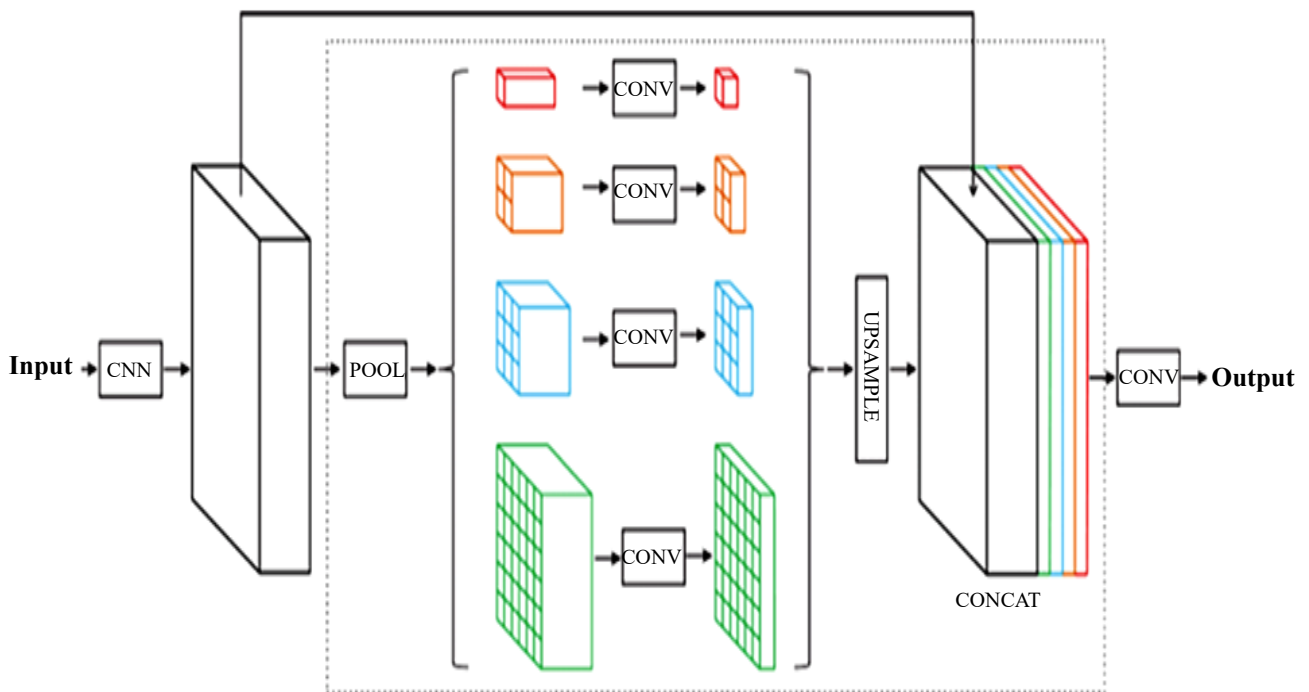 CONV
CONV
CONV
CONV
Input
CNN
POOL
UPSAMPLE
CONV
Output
CONCAT